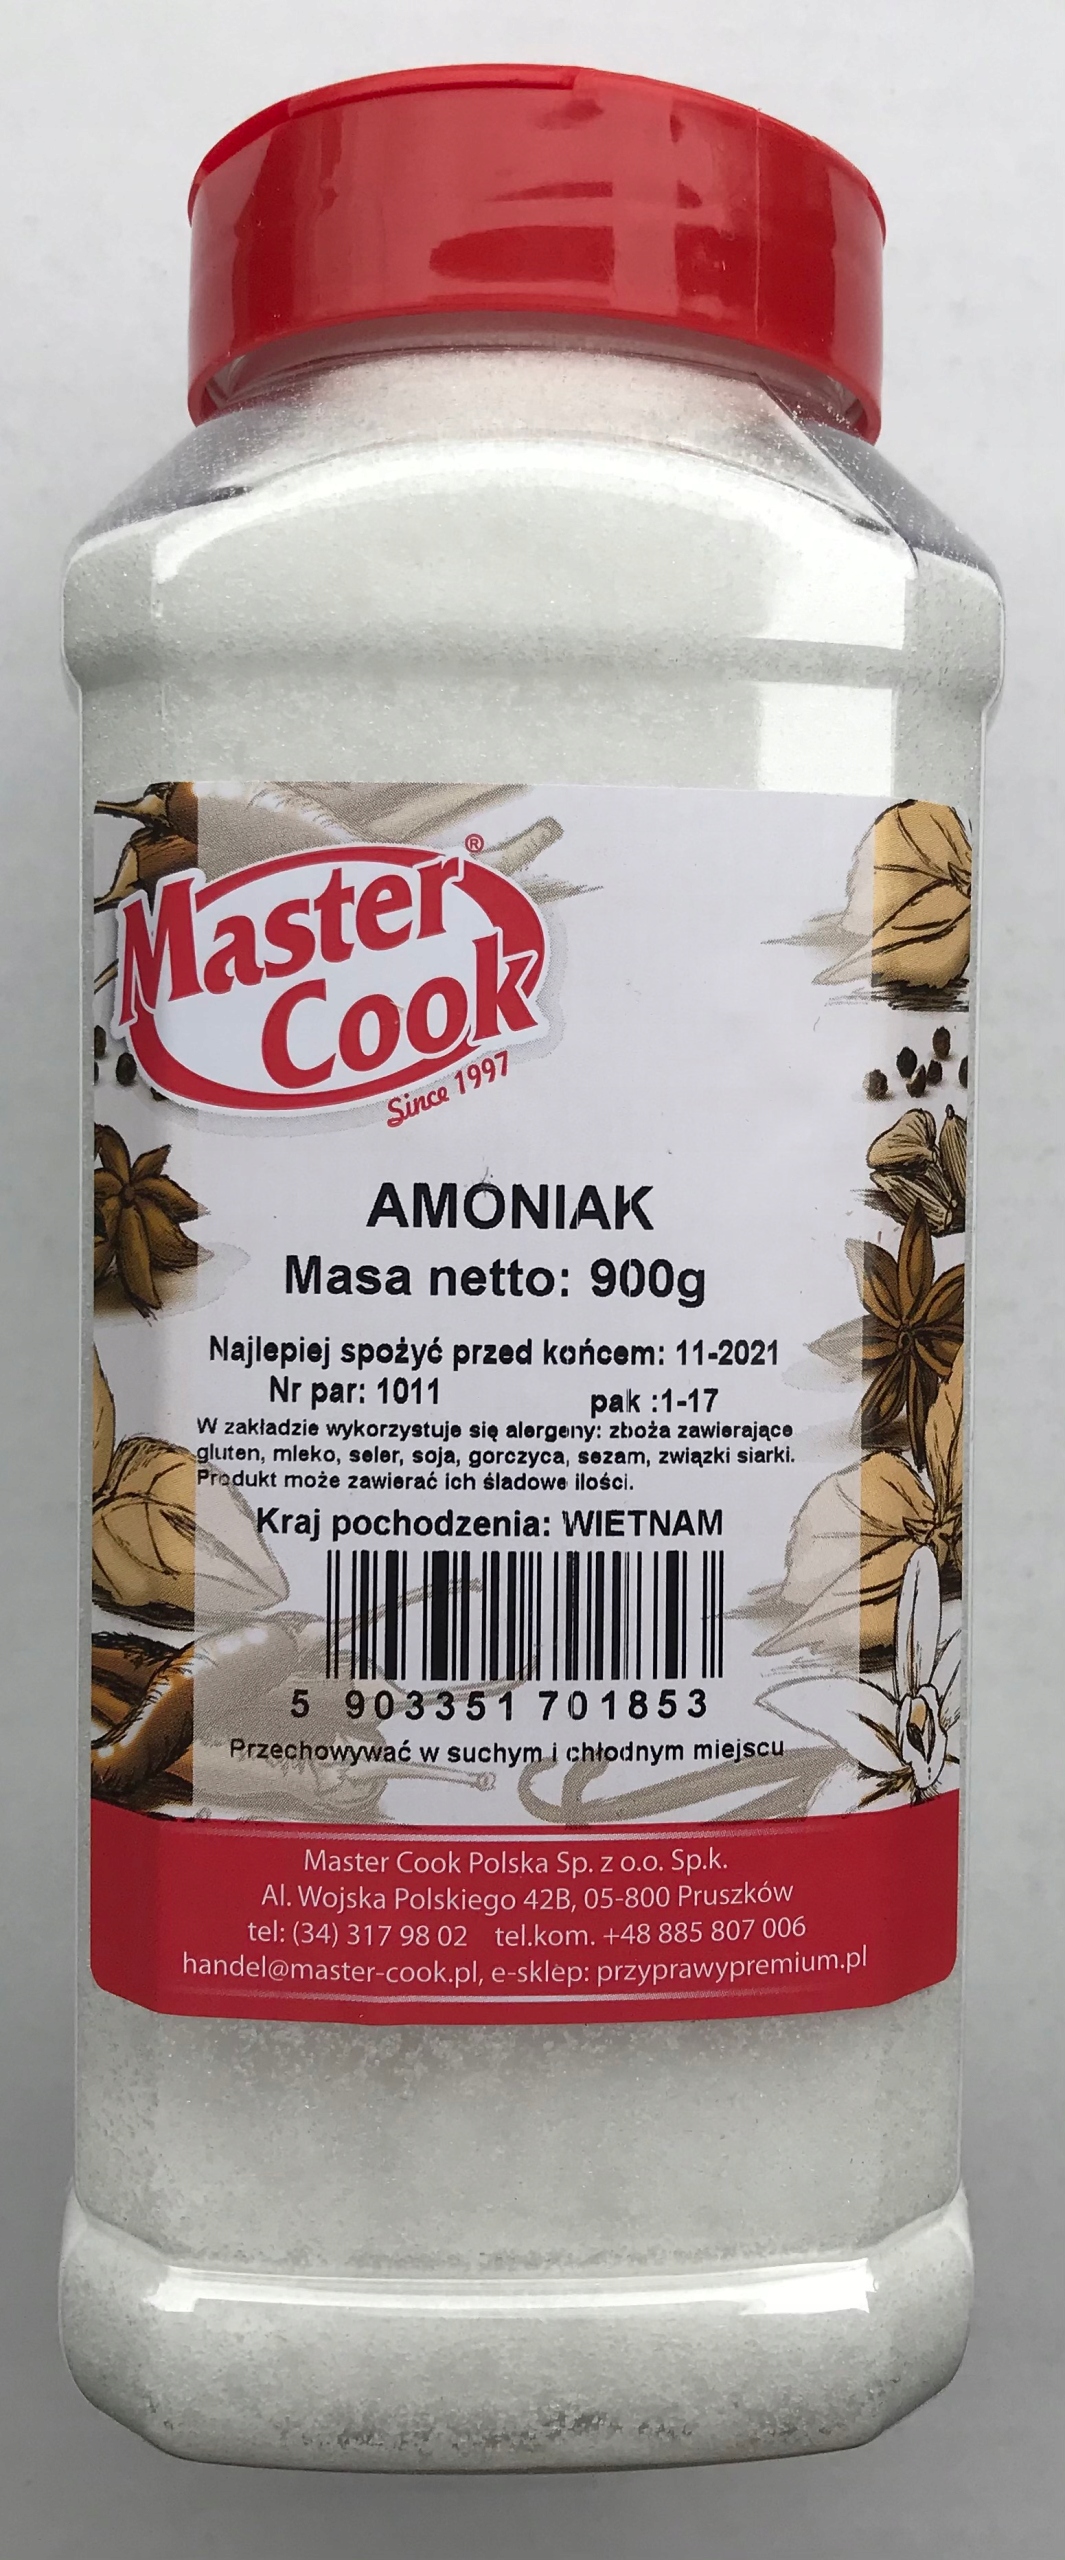 Master®
Cook
Since 1997
AMONIAK
Masa netto: 900g
Najlepiej spożyć przed końcem: 11-2021
Nr par: 1011 pak :1-17
W zakładzie wykorzystuje się alergeny: zboża zawierające
gluten, mleko, seler, soja, gorczyca, sezam, związki siarki.
Produkt może zawierać ich śladowe ilości.
Kraj pochodzenia: WIETNAM
5 903351 701853
Przechowywać w suchym i chłodnym miejscu
Master Cook Polska Sp. z o.o. Sp.k.
Al. Wojska Polskiego 42B, 05-800 Pruszków
tel: (34) 317 98 02 tel.kom. +48 885 807 006
handel@master-cook.pl, e-sklep: przyprawypremium.pl